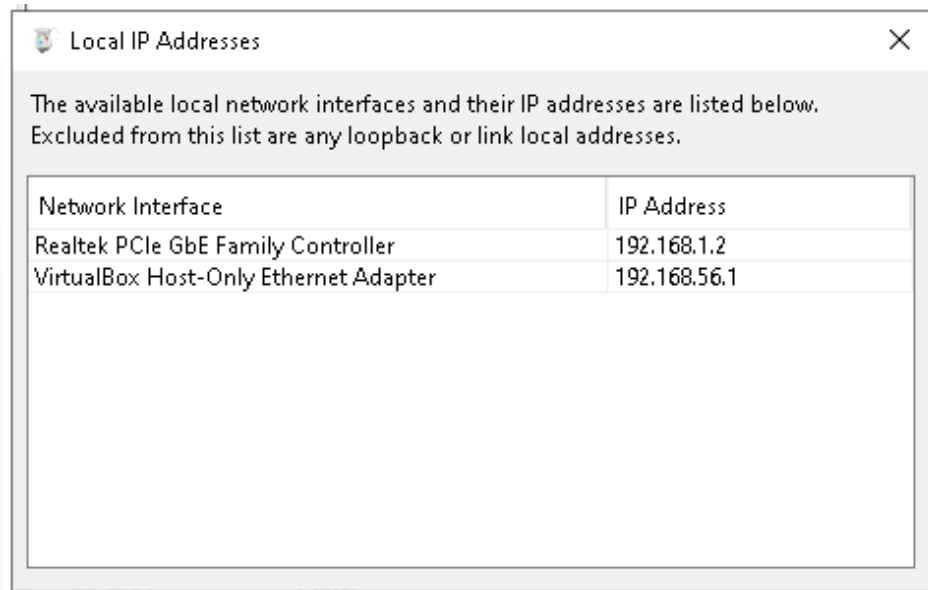 Local IP Addresses
The available local network interfaces and their IP addresses are listed below.
Excluded from this list are any loopback or link local addresses.
Network Interface IP Address
Realtek PCIe GbE Family Controller 192.168.1.2
VirtualBox Host-Only Ethernet Adapter 192.168.56.1